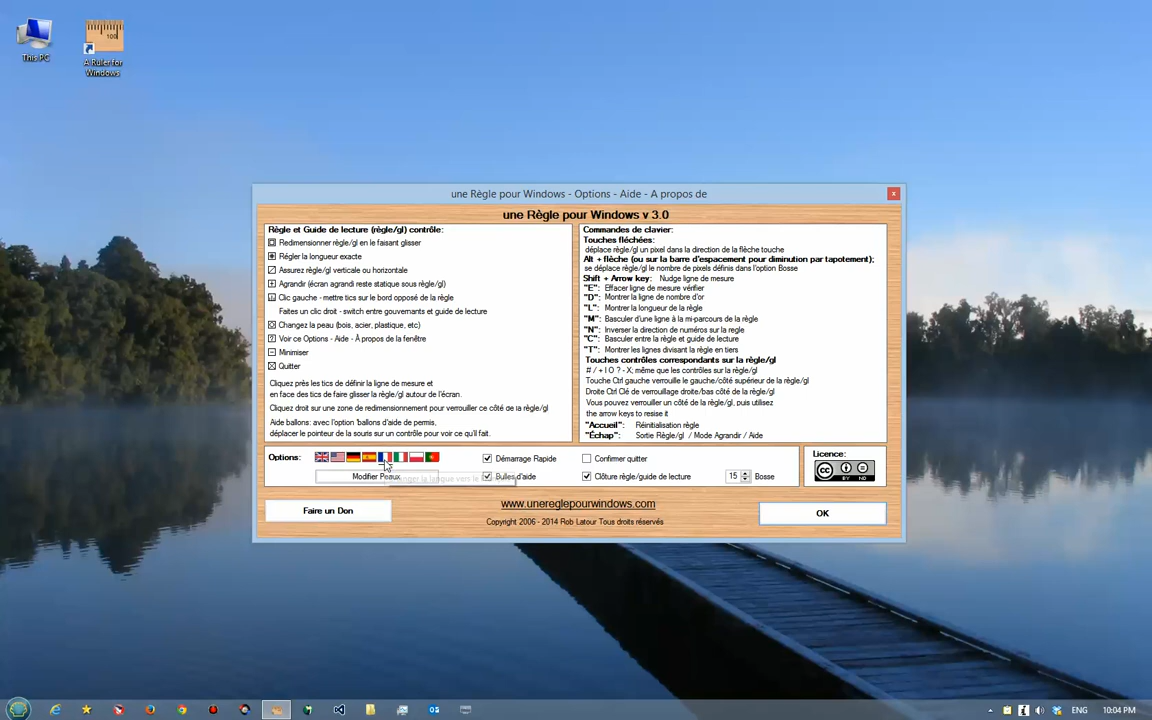 This PC
A Ruler for
Windows
une Règle pour Windows - Options - Aide - A propos de
x
une Règle pour Windows v 3.0
Règle et Guide de lecture (règle/gl) contrôle:
Redimensionner règle/gl en le faisant glisser
Régler la longueur exacte
Assurez règle/gl verticale ou horizontale
Agrandir (écran agrandi reste statique sous règle/gl)
Clic gauche - mettre tics sur le bord opposé de la règle
Faites un clic droit - switch entre gouvernants et guide de lecture
Changez la peau (bois, acier, plastique, etc)
Voir ce Options - Aide - À propos de la fenêtre
Minimiser
Quitter
Cliquez près les tics de définir la ligne de mesure et
en face des tics de faire glisser la règle/gl autour de l'écran.
Cliquez droit sur une zone de redimensionnement pour verrouiller ce côté de la règle/gl
Aide ballons: avec l'option 'ballons d'aide de permis,
déplacer le pointeur de la souris sur un contrôle pour voir ce qu'il fait.
Commandes de clavier:
Touches fléchées:
déplace règle/gl un pixel dans la direction de la flèche touche
Alt + flèche (ou sur la barre d'espacement pour diminution par tapotement);
se déplace règle/gl le nombre de pixels définis dans l'option Bosse
Shift + Arrow key: Nudge ligne de mesure
"E": Effacer ligne de mesure vérifier
"D": Montrer la ligne de nombre d'or
"L": Montrer la longueur de la règle
"M": Basculer d'une ligne à la mi-parcours de la règle
"N": Inverser la direction de numéros sur la regle
"C": Basculer entre la règle et guide de lecture
"T": Montrer les lignes divisant la règle en tiers
Touches contrôles correspondants sur la règle/gl
# / + I O ? - X; même que les contrôles sur la règle/gl
Touche Ctrl gauche verrouille le gauche/côté supérieur de la règle/gl
Droite Ctrl Clé de verrouillage droite/bas côté de la règle/gl
Vous pouvez verrouiller un côté de la règle/gl, puis utilisez
the arrow keys to resise it
"Accueil": Réinitialisation règle
"Échap": Sortie Règle/gl / Mode Agrandir / Aide
Options:
Démarrage Rapide
Confirmer quitter
Modifier Peaux
Bulles d'aide
Clôture règle/guide de lecture
15
Bosse
Licence:
cc
BY ND
Faire un Don
www.unereglepourwindows.com
Copyright 2006 - 2014 Rob Latour Tous droits réservés
OK
ENG
10:04 PM